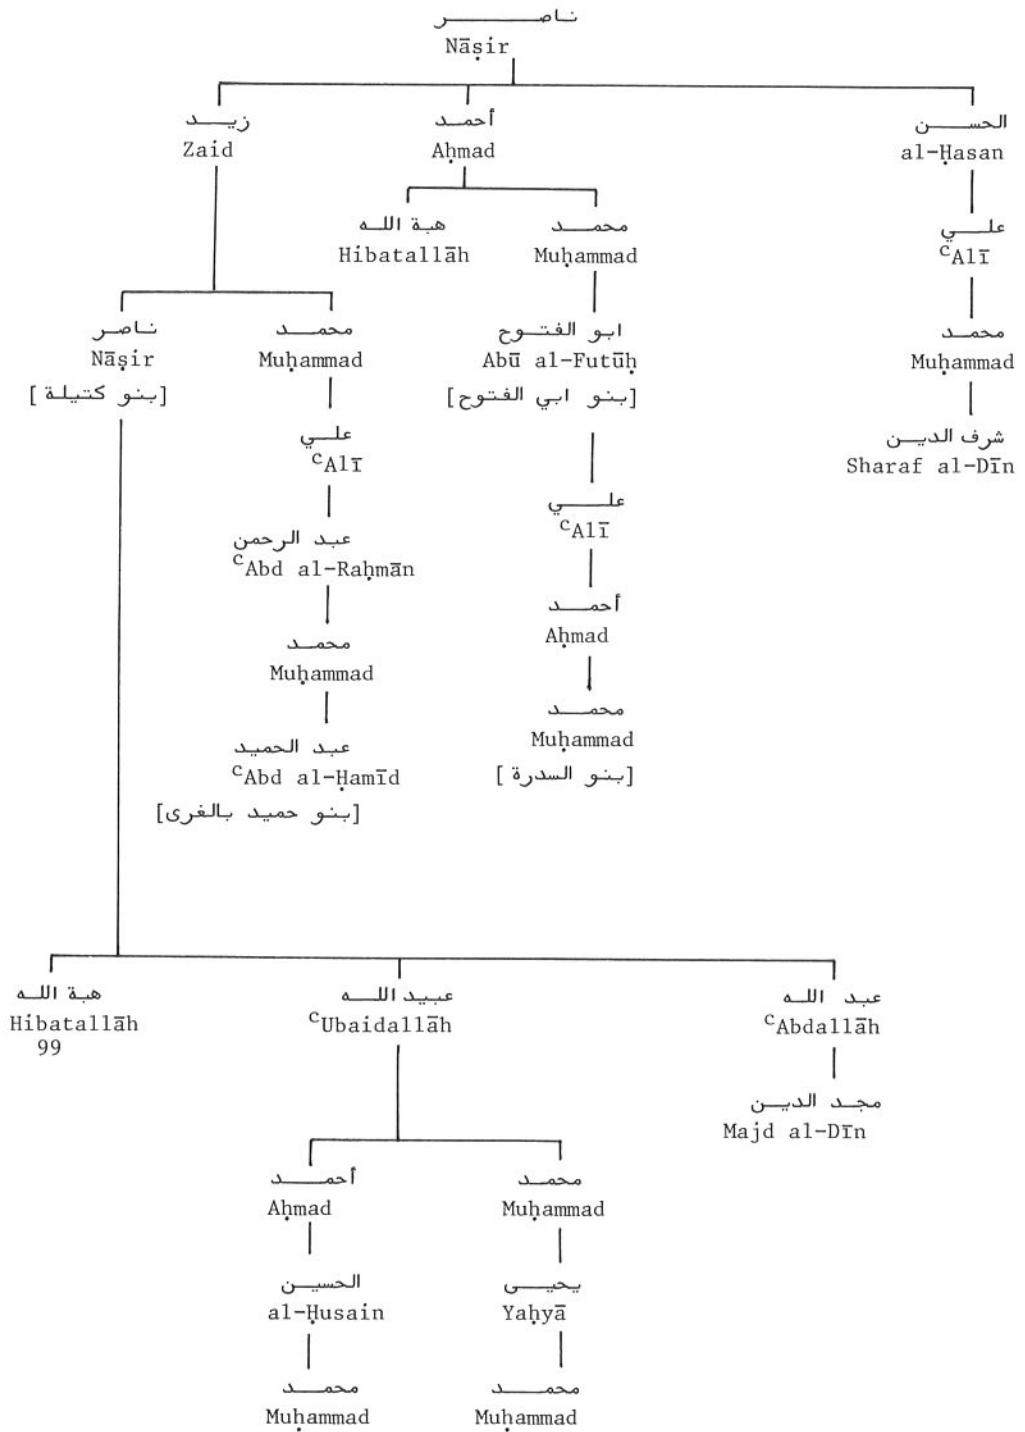 ناصر
Nāṣir
زيد
Zaid
أحمد
Aḥmad
الحسن
al-Ḥasan
هبة الله
Hibatallāh
محمد
Muḥammad
علي
ᶜAlī
ناصر
Nāṣir
[بنو كتيلة]
محمد
Muḥammad
ابو الفتوح
Abū al-Futūḥ
[بنو ابي الفتوح]
محمد
Muḥammad
علي
ᶜAlī
شرف الدين
Sharaf al-Dīn
علي
ᶜAlī
عبد الرحمن
ᶜAbd al-Raḥmān
أحمد
Aḥmad
محمد
Muḥammad
محمد
Muḥammad
[بنو السدرة]
عبد الحميد
ᶜAbd al-Ḥamīd
[بنو حميد بالغرى]
هبة الله
Hibatallāh
99
عبيد الله
ᶜUbaidallāh
عبد الله
ᶜAbdallāh
مجد الدين
Majd al-Dīn
أحمد
Aḥmad
محمد
Muḥammad
الحسين
al-Ḥusain
يحيى
Yaḥyā
محمد
Muḥammad
محمد
Muḥammad